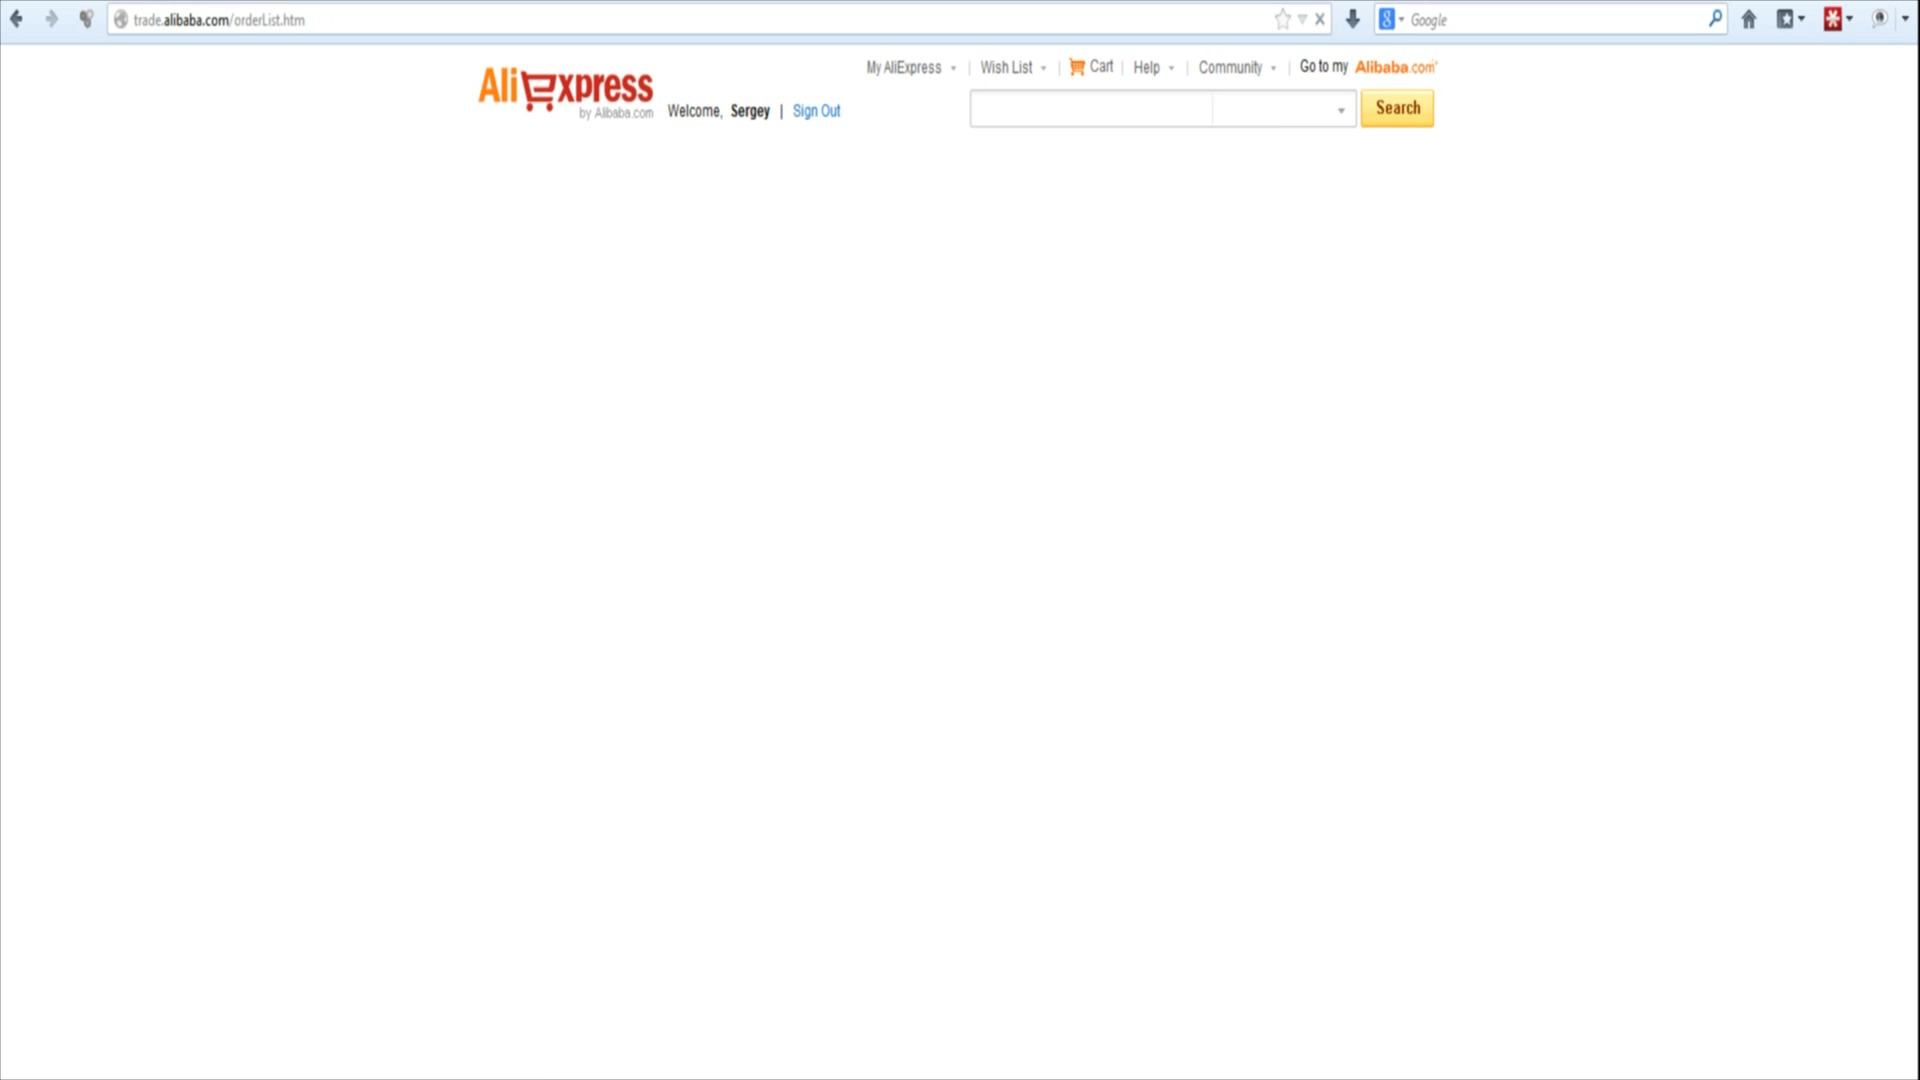 trade.alibaba.com/orderList.htm
Google
My AliExpress
Wish List
Cart
Help
Community
Go to my Alibaba.com
AliExpress
by Alibaba.com
Welcome, Sergey | Sign Out
Search